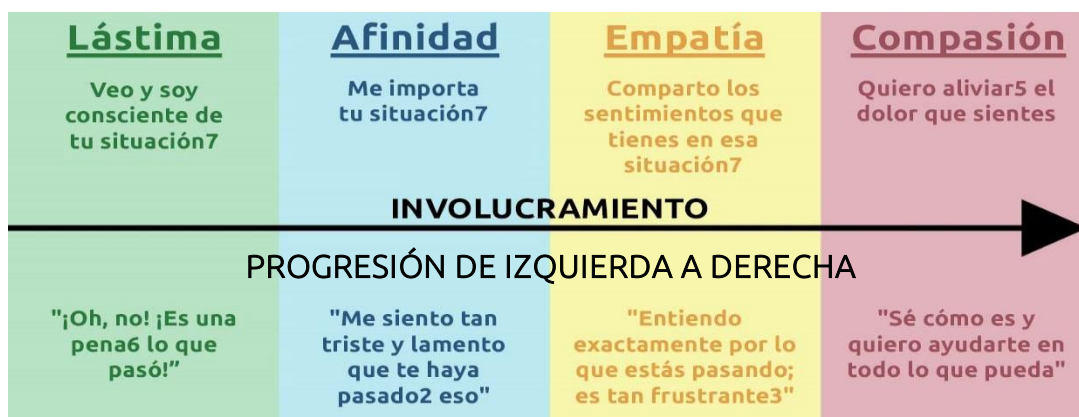 Lástima
Veo y soy
consciente de
tu situación7
Afinidad
Me importa
tu situación7
Empatía
Comparto los
sentimientos que
tienes en esa
situación7
Compasión
Quiero aliviar5 el
dolor que sientes
INVOLUCRAMIENTO
PROGRESIÓN DE IZQUIERDA A DERECHA
"¡Oh, no! ¡Es una
pena6 lo que
pasó!”
"Me siento tan
triste y lamento
que te haya
pasado2 eso"
"Entiendo
exactamente por lo
que estás pasando;
es tan frustrante3"
"Sé cómo es y
quiero ayudarte en
todo lo que pueda"